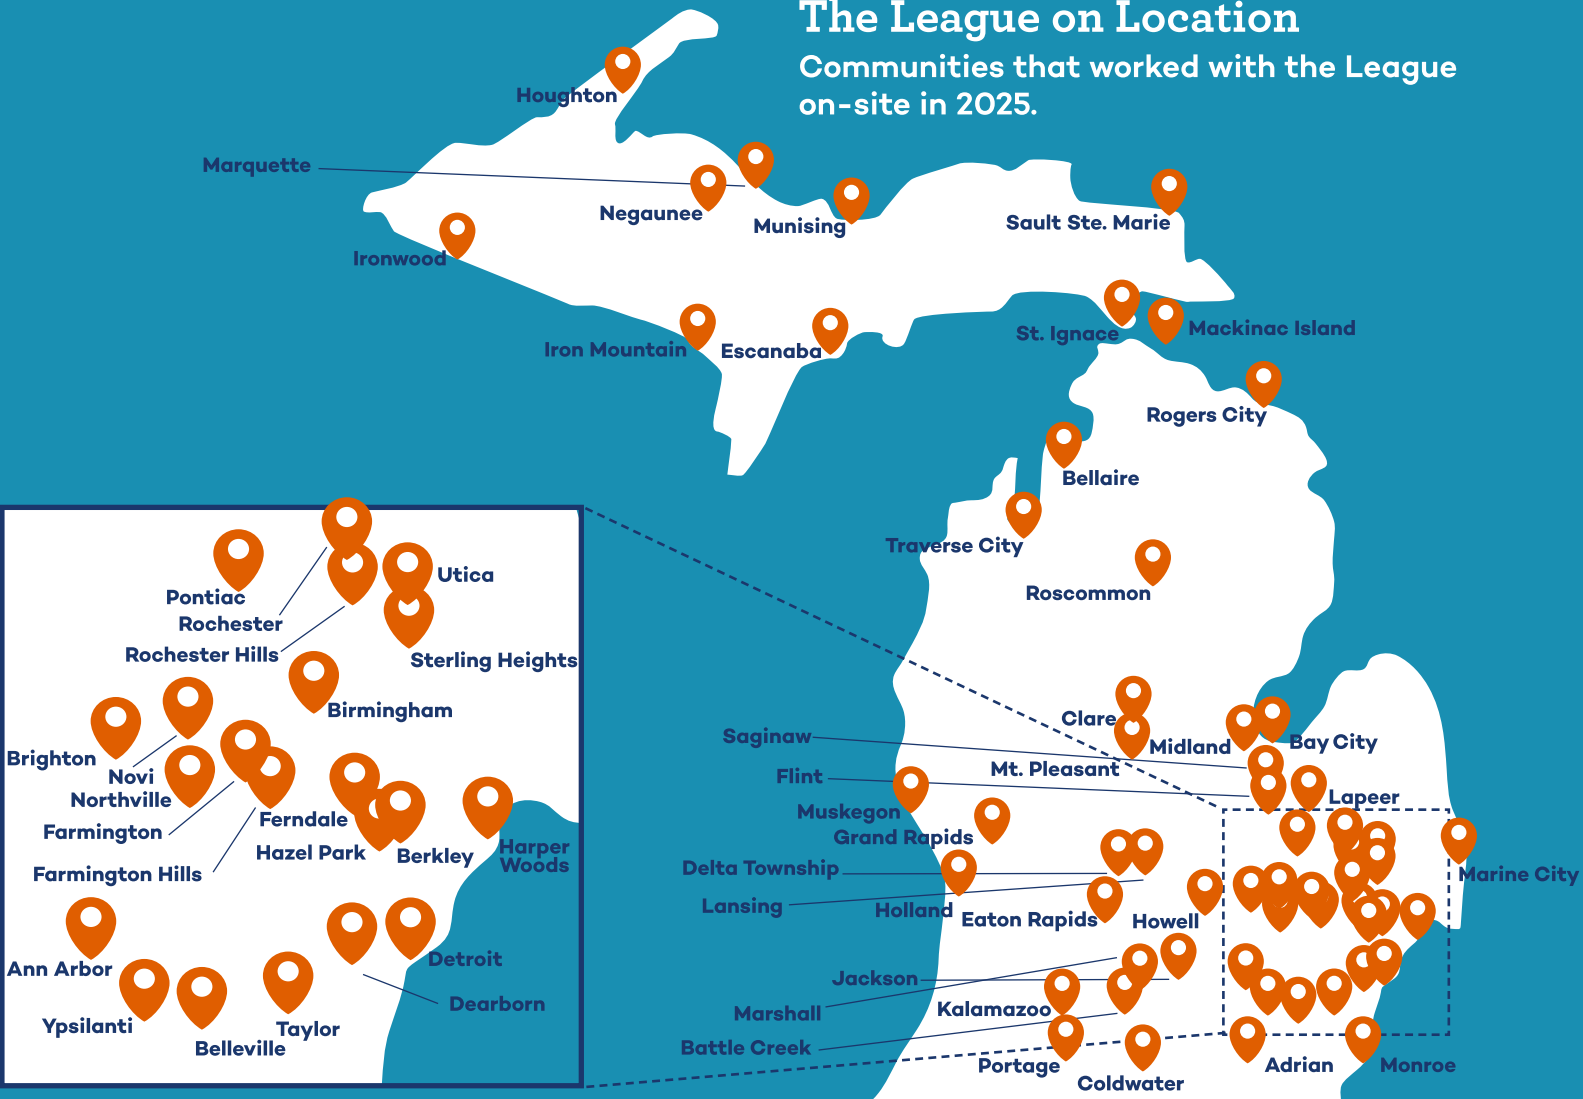 The League on Location
Communities that worked with the League
on-site in 2025.
Houghton
Marquette
Negaunee
Munising
Sault Ste. Marie
Ironwood
St. Ignace
Mackinac Island
Iron Mountain
Escanaba
Rogers City
Bellaire
Traverse City
Roscommon
Clare
Saginaw
Midland
Bay City
Mt. Pleasant
Flint
Lapeer
Muskegon
Grand Rapids
Delta Township
Marine City
Lansing
Holland
Eaton Rapids
Howell
Jackson
Marshall
Kalamazoo
Battle Creek
Portage
Coldwater
Adrian
Monroe
Pontiac
Utica
Rochester
Rochester Hills
Sterling Heights
Birmingham
Brighton
Novi
Northville
Farmington
Ferndale
Hazel Park
Berkley
Harper
Woods
Farmington Hills
Ann Arbor
Detroit
Dearborn
Ypsilanti
Taylor
Belleville